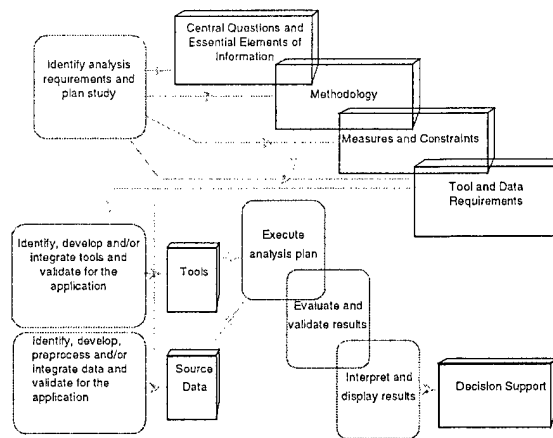 Central Questions and
Essential Elements of
Information
Identify analysis
requirements and
plan study
Methodology
Measures and Constraints
Tool and Data
Requirements
Identify, develop and/or
integrate tools and
validate for the
application
Tools
Execute
analysis plan
Evaluate and
validate results
Identify, develop,
preprocess and/or
integrate data and
validate for the
application
Source
Data
Interpret and
display results
Decision Support